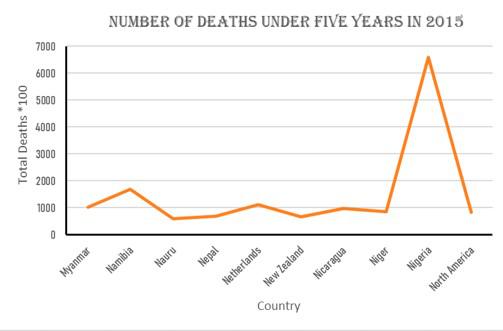 NUMBER OF DEATHS UNDER FIVE YEARS IN 2015
Total Deaths *100
7000
6000
5000
4000
3000
2000
1000
0
Myanmar
Namibia
Nauru
Nepal
Netherlands
New Zealand
Nicaragua
Niger
Nigeria
North America
Country